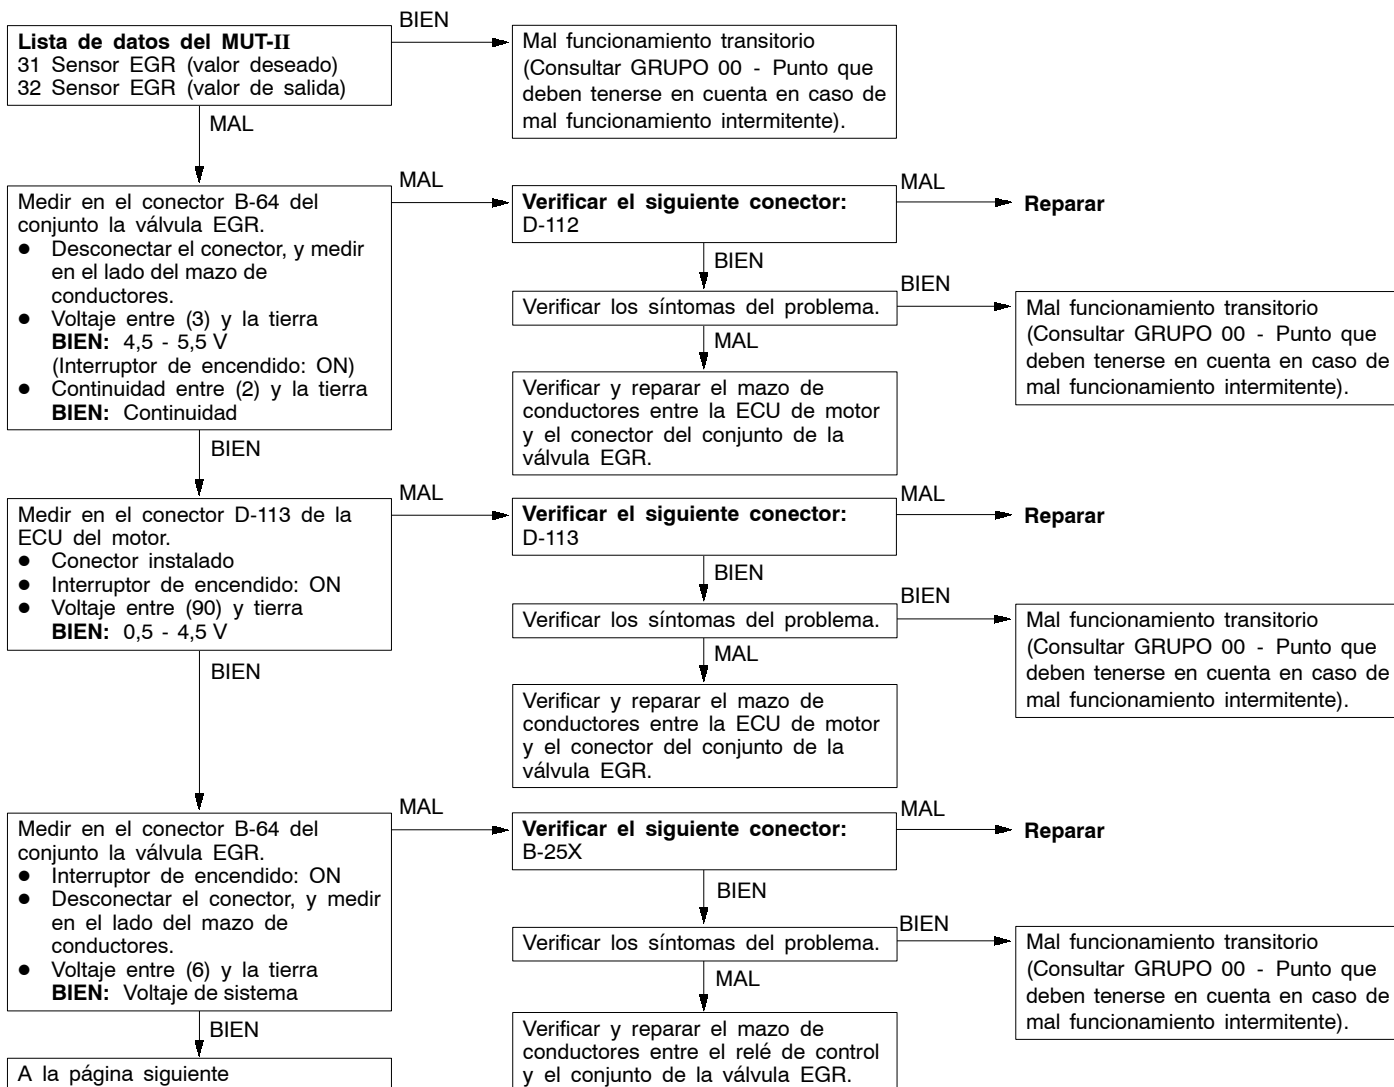 Lista de datos del MUT-II
31 Sensor EGR (valor deseado)
32 Sensor EGR (valor de salida)
BIEN
Mal funcionamiento transitorio
(Consultar GRUPO 00 - Punto que
deben tenerse en cuenta en caso de
mal funcionamiento intermitente).
MAL
Medir en el conector B-64 del
conjunto la válvula EGR.
● Desconectar el conector, y medir
en el lado del mazo de
conductores.
● Voltaje entre (3) y la tierra
BIEN: 4,5 - 5,5 V
(Interruptor de encendido: ON)
● Continuidad entre (2) y la tierra
BIEN: Continuidad
MAL
Verificar el siguiente conector:
D-112
MAL
Reparar
BIEN
Verificar los síntomas del problema.
BIEN
Mal funcionamiento transitorio
(Consultar GRUPO 00 - Punto que
deben tenerse en cuenta en caso de
mal funcionamiento intermitente).
MAL
Verificar y reparar el mazo de
conductores entre la ECU de motor
y el conector del conjunto de la
válvula EGR.
BIEN
Medir en el conector D-113 de la
ECU del motor.
● Conector instalado
● Interruptor de encendido: ON
● Voltaje entre (90) y tierra
BIEN: 0,5 - 4,5 V
MAL
Verificar el siguiente conector:
D-113
MAL
Reparar
BIEN
Verificar los síntomas del problema.
BIEN
Mal funcionamiento transitorio
(Consultar GRUPO 00 - Punto que
deben tenerse en cuenta en caso de
mal funcionamiento intermitente).
MAL
Verificar y reparar el mazo de
conductores entre la ECU de motor
y el conector del conjunto de la
válvula EGR.
BIEN
Medir en el conector B-64 del
conjunto la válvula EGR.
● Interruptor de encendido: ON
● Desconectar el conector, y medir
en el lado del mazo de
conductores.
● Voltaje entre (6) y la tierra
BIEN: Voltaje de sistema
MAL
Verificar el siguiente conector:
B-25X
MAL
Reparar
BIEN
Verificar los síntomas del problema.
BIEN
Mal funcionamiento transitorio
(Consultar GRUPO 00 - Punto que
deben tenerse en cuenta en caso de
mal funcionamiento intermitente).
MAL
Verificar y reparar el mazo de
conductores entre el relé de control
y el conjunto de la válvula EGR.
BIEN
A la página siguiente